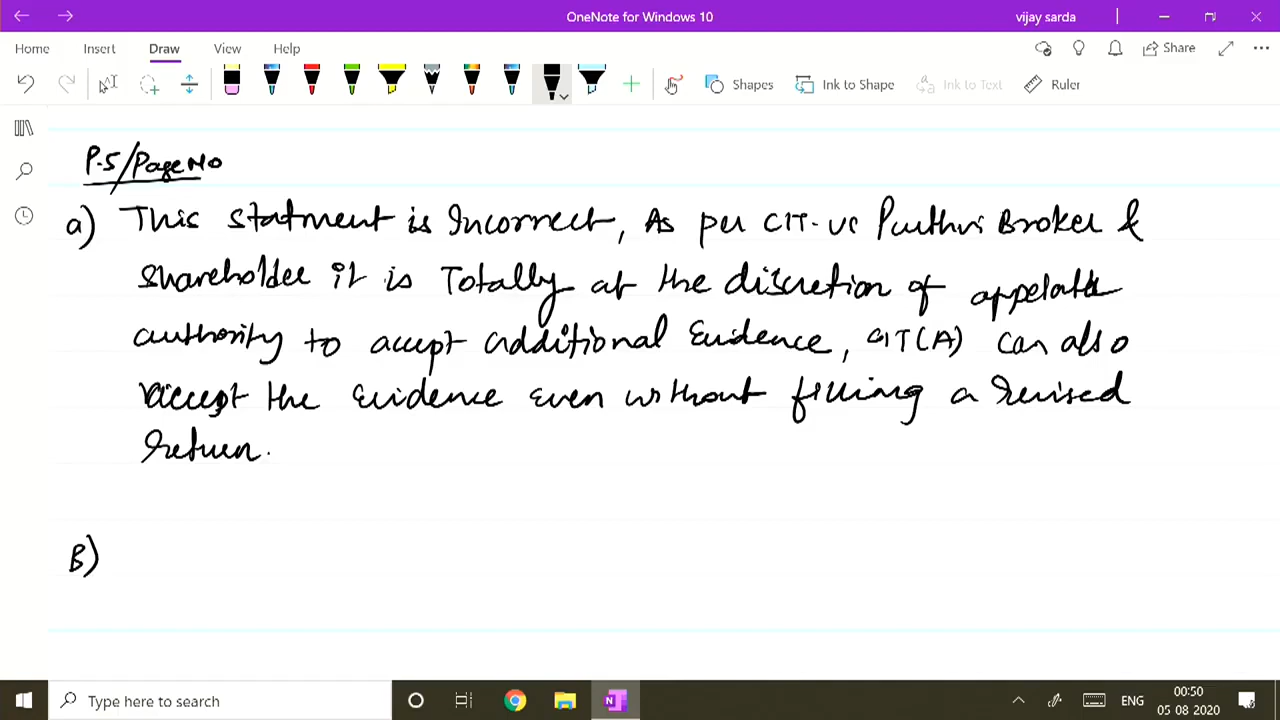 OneNote for Windows 10
vijay sarda
Home Insert Draw View Help
Share
Shapes Ink to Shape Ink to Text Ruler
P.5/Page No
a) This statment is Incorrect, As per CIT vs Pruthvi Broker &
shareholder it is Totally at the discretion of appelate
authority to accept additional Evidence, CIT(A) can also
accept the Evidence even without filling a revised
return.
B)
Type here to search
ENG
00:50
05-08-2020